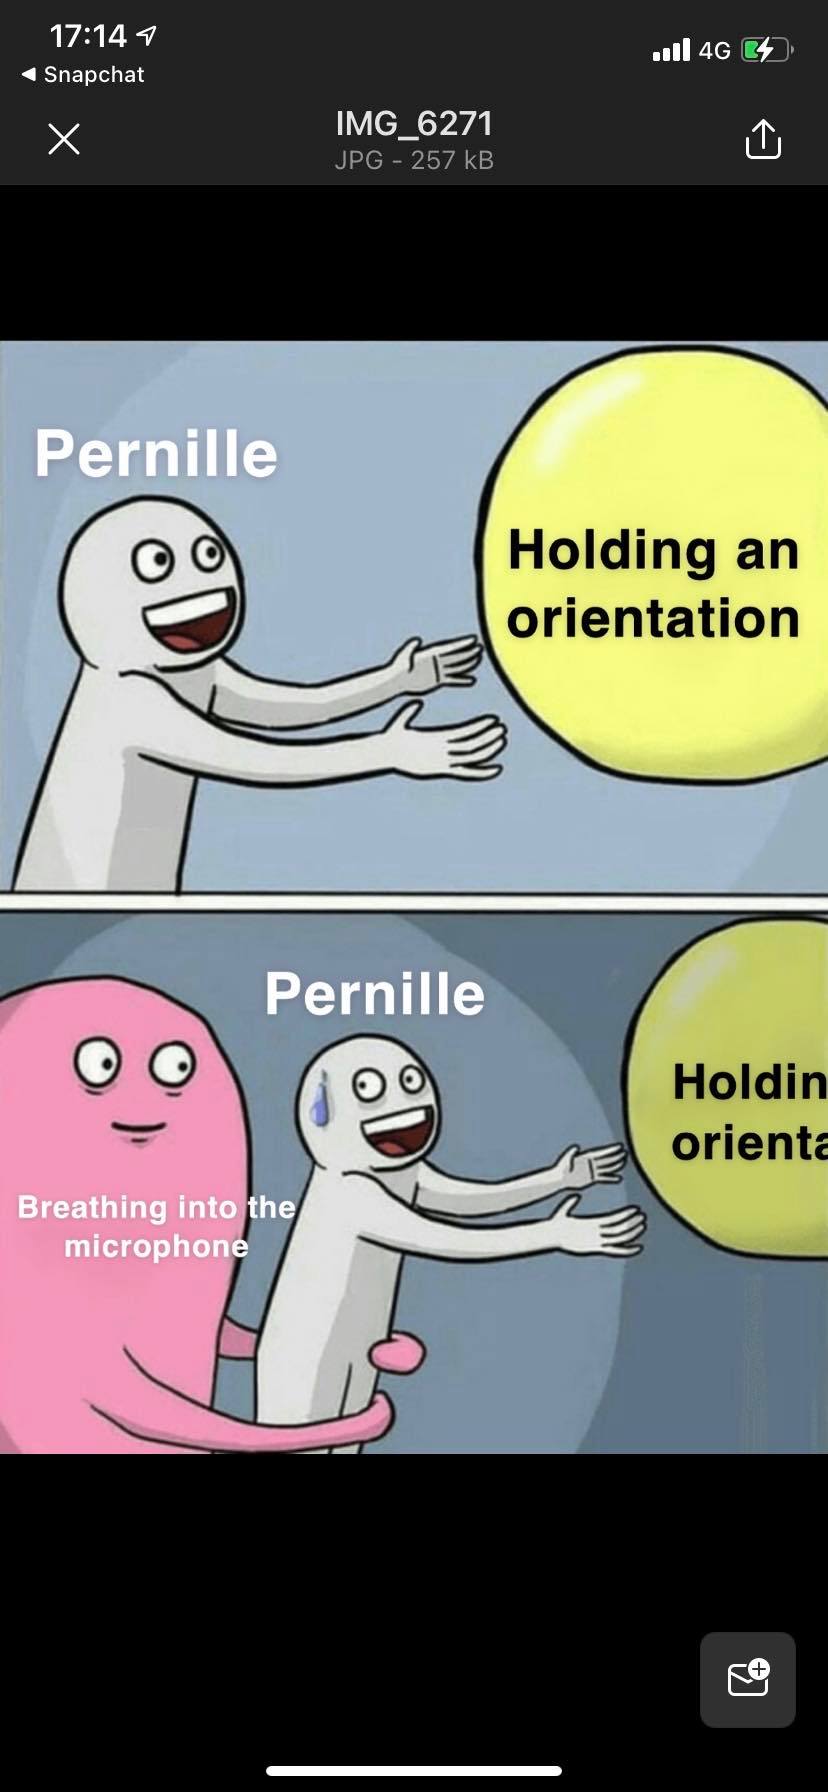 17:14
Snapchat
4G
IMG_6271
JPG - 257 kB
Pernille
Holding an
orientation
Pernille
Holdin
orienta
Breathing into the
microphone